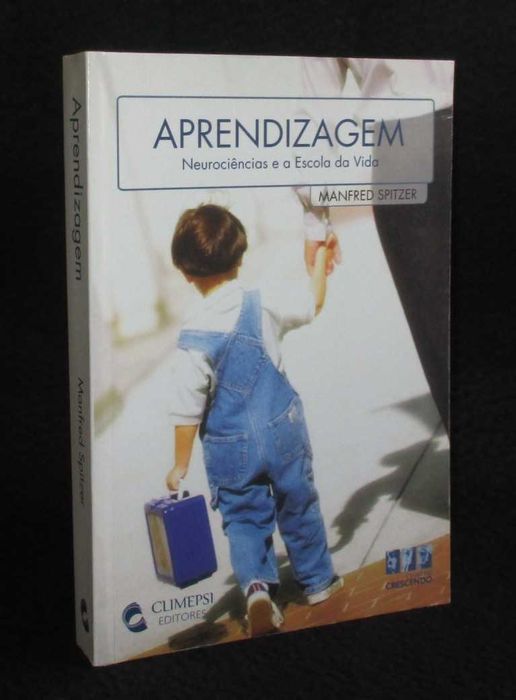 APRENDIZAGEM
Neurociências e a Escola da Vida
MANFRED SPITZER
Aprendizagem
Manfred Spitzer
CLIMEPSI
EDITORES
CRESCENDO